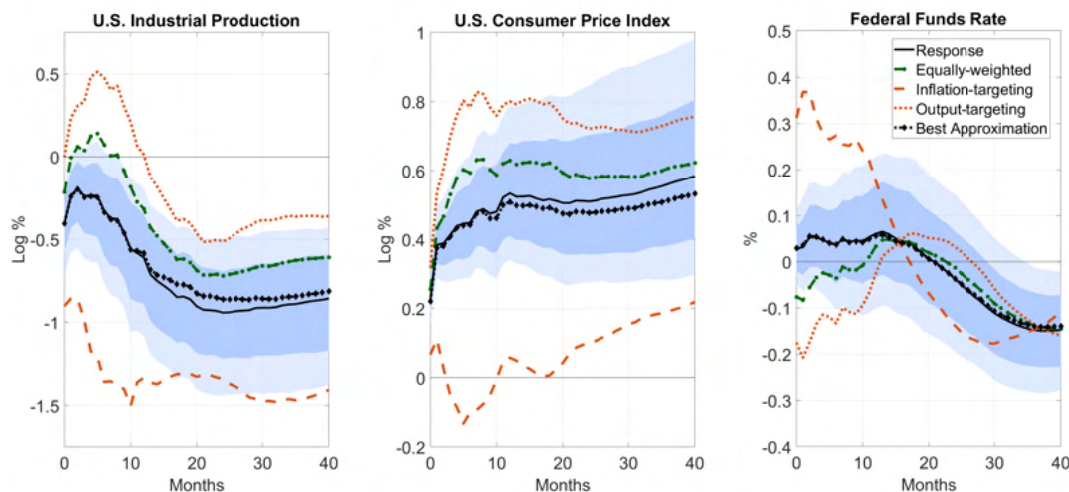 U.S. Industrial Production
0.5
0
-0.5
-1
-1.5
Log %
0 10 20 30 40
Months
U.S. Consumer Price Index
1
0.8
0.6
0.4
0.2
0
-0.2
Log %
0 10 20 30 40
Months
Federal Funds Rate
0.5
0.4
0.3
0.2
0.1
0
-0.1
-0.2
-0.3
-0.4
%
0 10 20 30 40
Months
Response
Equally-weighted
Inflation-targeting
Output-targeting
Best Approximation